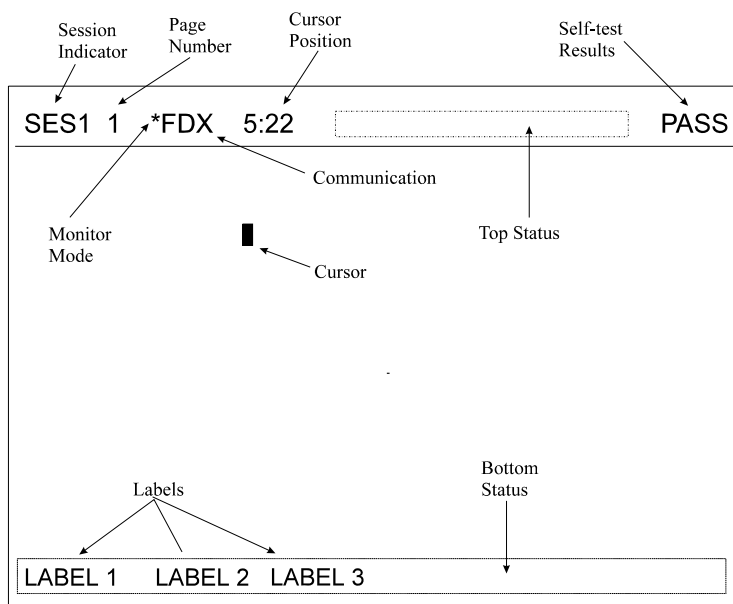 Session
Indicator
Page
Number
Cursor
Position
Self-test
Results
SES1 1 *FDX 5:22 PASS
Communication
Monitor
Mode
Top Status
Cursor
Labels
Bottom
Status
LABEL 1 LABEL 2 LABEL 3